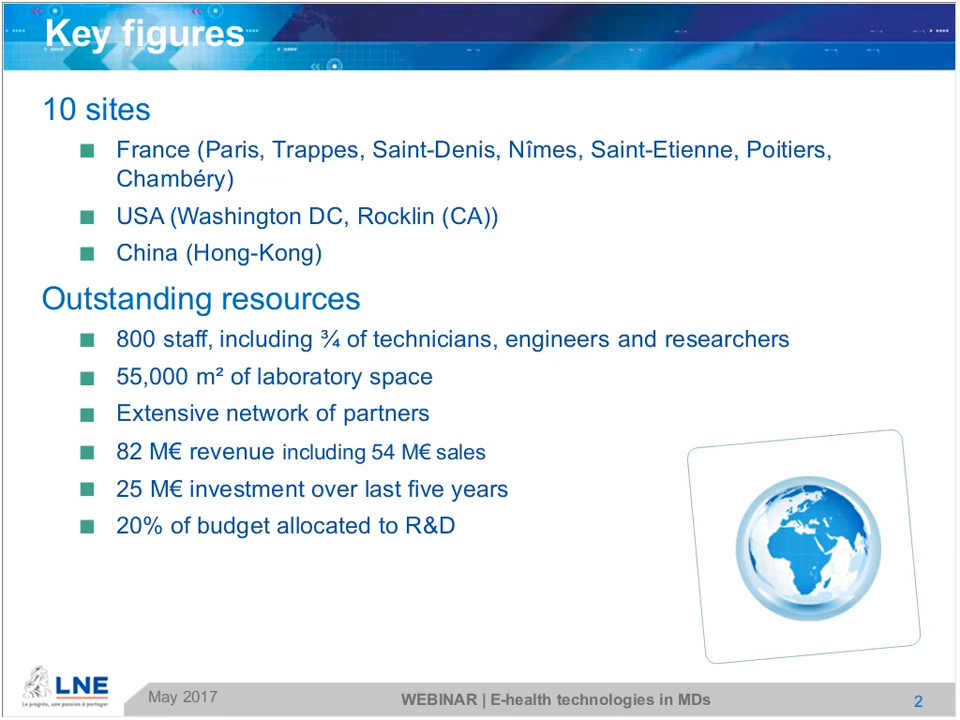 Key figures
10 sites
France (Paris, Trappes, Saint-Denis, Nîmes, Saint-Etienne, Poitiers,
Chambéry)
USA (Washington DC, Rocklin (CA))
China (Hong-Kong)
Outstanding resources
800 staff, including ¾ of technicians, engineers and researchers
55,000 m² of laboratory space
Extensive network of partners
82 M€ revenue including 54 M€ sales
25 M€ investment over last five years
20% of budget allocated to R&D
LNE
Le progrès, une passion à partager
May 2017
WEBINAR | E-health technologies in MDs
2